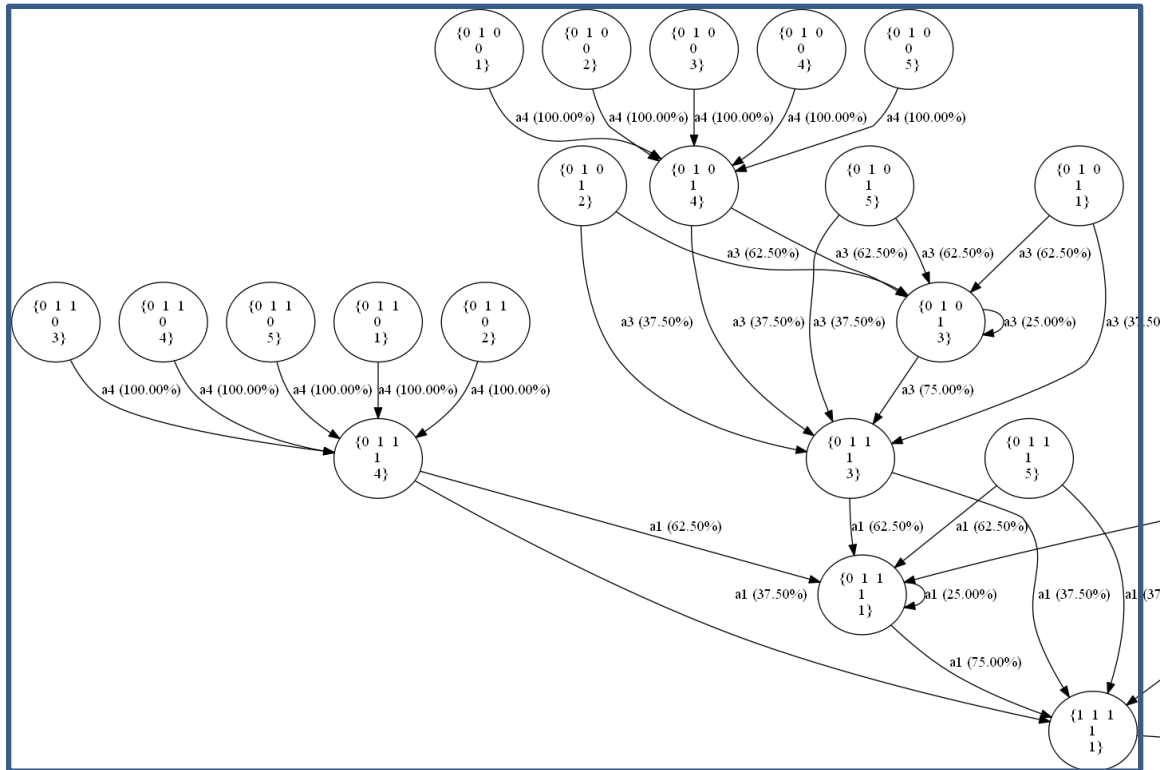 {0 1 0
0
1}
{0 1 0
0
2}
{0 1 0
0
3}
{0 1 0
0
4}
{0 1 0
0
5}
a4 (100.00%)
a4 (100.00%)
a4 (100.00%)
a4 (100.00%)
a4 (100.00%)
{0 1 0
1
2}
{0 1 0
1
4}
{0 1 0
1
5}
{0 1 0
1
1}
a3 (62.50%)
a3 (62.50%)
a3 (62.50%)
a3 (62.50%)
{0 1 1
0
3}
{0 1 1
0
4}
{0 1 1
0
5}
{0 1 1
0
1}
{0 1 1
0
2}
a3 (37.50%)
a3 (37.50%)
a3 (37.50%)
{0 1 0
1
3}
a3 (25.00%)
a3 (37.50
a4 (100.00%)
a4 (100.00%)
a4 (100.00%)
a4 (100.00%)
a4 (100.00%)
a3 (75.00%)
{0 1 1
1
4}
{0 1 1
1
3}
{0 1 1
1
5}
a1 (62.50%)
a1 (62.50%)
a1 (62.50%)
a1 (37.50%)
{0 1 1
1
1}
a1 (25.00%)
a1 (37.50%)
a1 (37
a1 (75.00%)
{1 1 1
1
1}